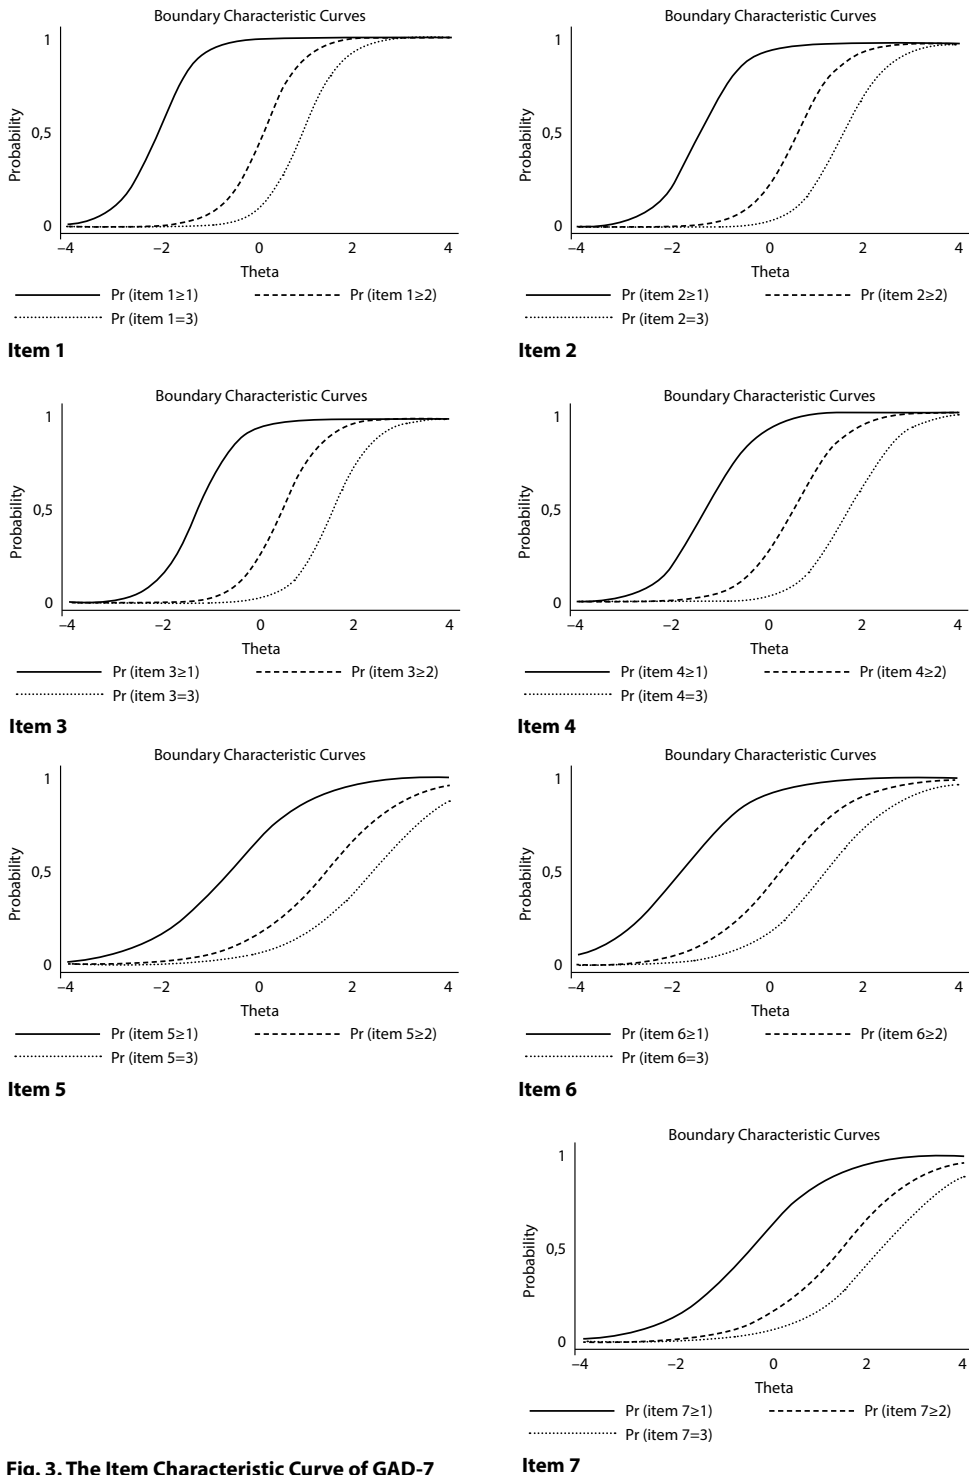 Boundary Characteristic Curves
1
0,5
0
Probability
–4 –2 0 2 4
Theta
Pr (item 1≥1) Pr (item 1≥2)
Pr (item 1=3)
Item 1
Boundary Characteristic Curves
1
0,5
0
Probability
–4 –2 0 2 4
Theta
Pr (item 2≥1) Pr (item 2≥2)
Pr (item 2=3)
Item 2
Boundary Characteristic Curves
1
0,5
0
Probability
–4 –2 0 2 4
Theta
Pr (item 3≥1) Pr (item 3≥2)
Pr (item 3=3)
Item 3
Boundary Characteristic Curves
1
0,5
0
Probability
–4 –2 0 2 4
Theta
Pr (item 4≥1) Pr (item 4≥2)
Pr (item 4=3)
Item 4
Boundary Characteristic Curves
1
0,5
0
Probability
–4 –2 0 2 4
Theta
Pr (item 5≥1) Pr (item 5≥2)
Pr (item 5=3)
Item 5
Boundary Characteristic Curves
1
0,5
0
Probability
–4 –2 0 2 4
Theta
Pr (item 6≥1) Pr (item 6≥2)
Pr (item 6=3)
Item 6
Boundary Characteristic Curves
1
0,5
0
Probability
–4 –2 0 2 4
Theta
Pr (item 7≥1) Pr (item 7≥2)
Pr (item 7=3)
Item 7
Fig. 3. The Item Characteristic Curve of GAD-7